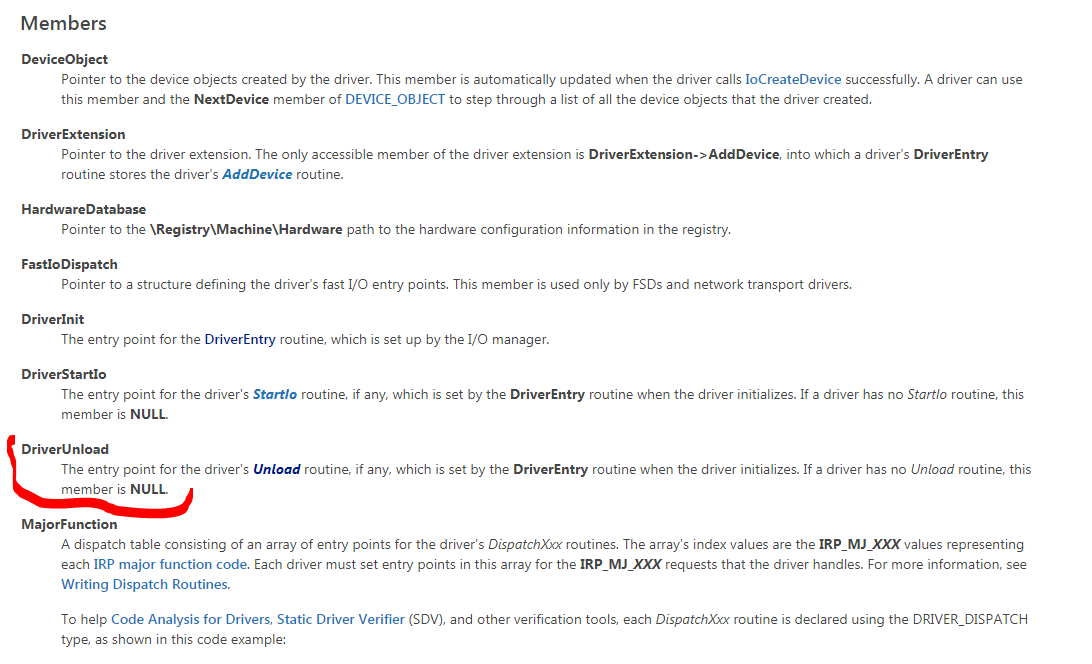 Members
DeviceObject
Pointer to the device objects created by the driver. This member is automatically updated when the driver calls IoCreateDevice successfully. A driver can use
this member and the NextDevice member of DEVICE_OBJECT to step through a list of all the device objects that the driver created.
DriverExtension
Pointer to the driver extension. The only accessible member of the driver extension is DriverExtension->AddDevice, into which a driver's DriverEntry
routine stores the driver's AddDevice routine.
HardwareDatabase
Pointer to the \Registry\Machine\Hardware path to the hardware configuration information in the registry.
FastIoDispatch
Pointer to a structure defining the driver's fast I/O entry points. This member is used only by FSDs and network transport drivers.
DriverInit
The entry point for the DriverEntry routine, which is set up by the I/O manager.
DriverStartIo
The entry point for the driver's StartIo routine, if any, which is set by the DriverEntry routine when the driver initializes. If a driver has no StartIo routine, this
member is NULL.
DriverUnload
The entry point for the driver's Unload routine, if any, which is set by the DriverEntry routine when the driver initializes. If a driver has no Unload routine, this
member is NULL.
MajorFunction
A dispatch table consisting of an array of entry points for the driver's DispatchXxx routines. The array's index values are the IRP_MJ_XXX values representing
each IRP major function code. Each driver must set entry points in this array for the IRP_MJ_XXX requests that the driver handles. For more information, see
Writing Dispatch Routines.
To help Code Analysis for Drivers, Static Driver Verifier (SDV), and other verification tools, each DispatchXxx routine is declared using the DRIVER_DISPATCH
type, as shown in this code example: